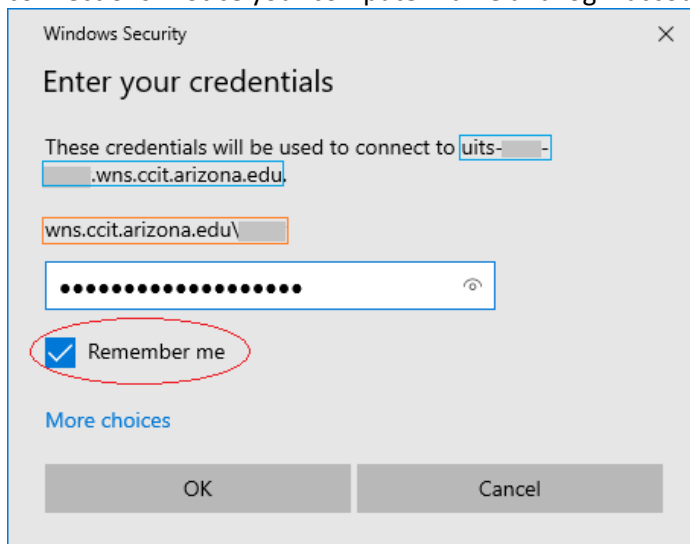 Windows Security
Enter your credentials
These credentials will be used to connect to uits- -
.wns.ccit.arizona.edu.
wns.ccit.arizona.edu\
●●●●●●●●●●●●●●●●●●●
Remember me
More choices
OK
Cancel